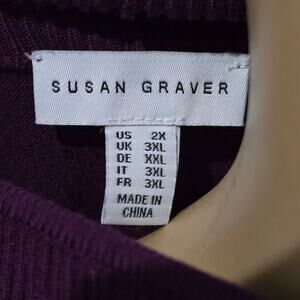 SUSAN GRAVER
US 2X
UK 3XL
DE XXL
IT 3XL
FR 3XL
MADE IN
CHINA